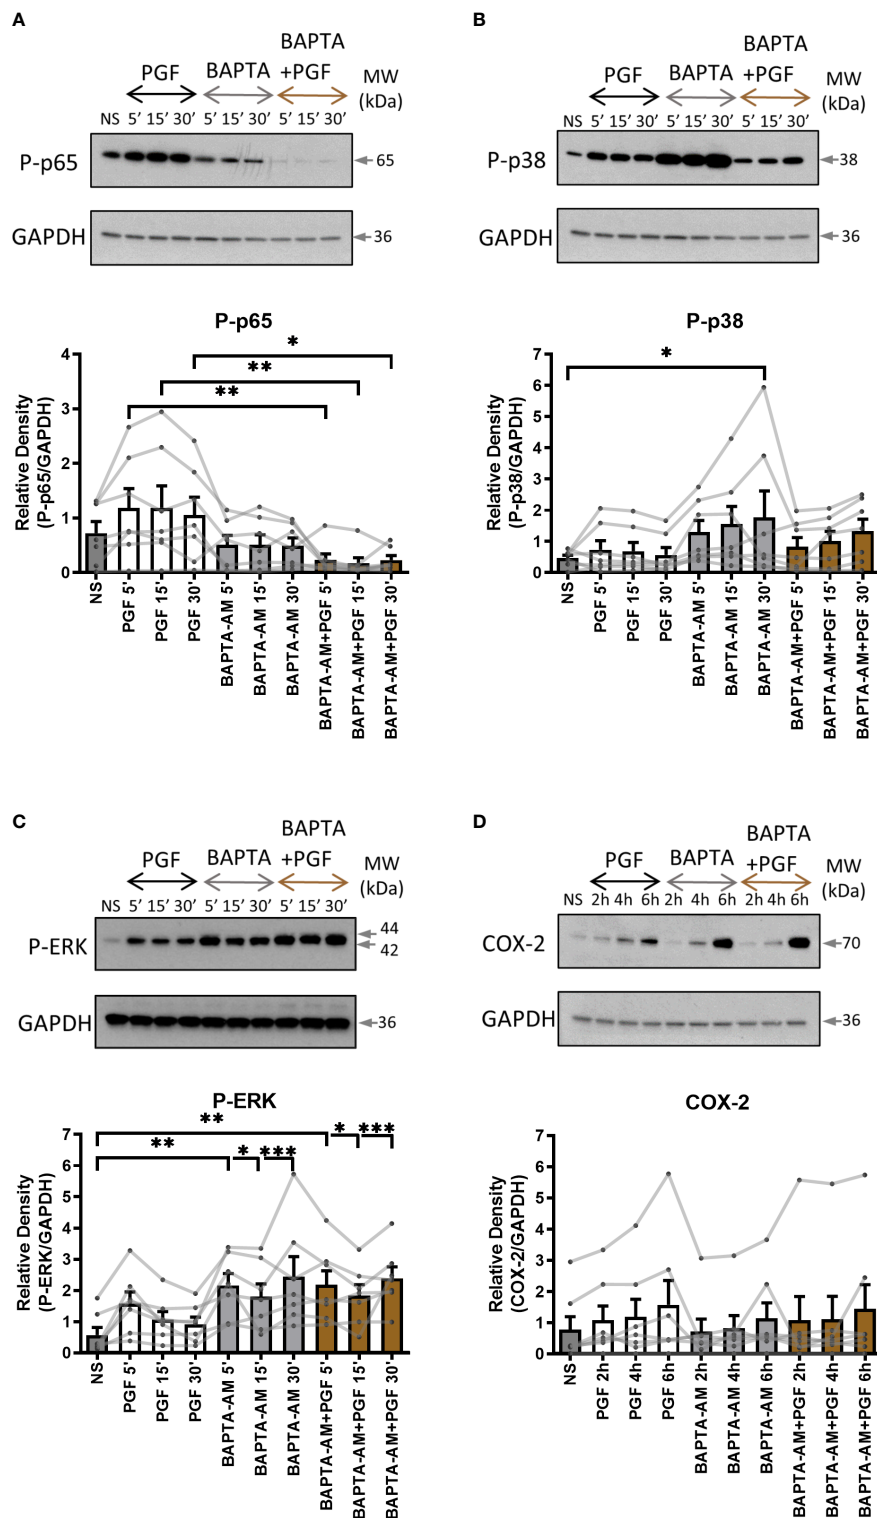 A
PGF BAPTA BAPTA +PGF MW (kDa)
NS 5’ 15’ 30’ 5’ 15’ 30’ 5’ 15’ 30’
P-p65 65
GAPDH 36
P-p65
Relative Density
(P-p65/GAPDH)
4
3
2
1
0
*
**
**
NS
PGF 5'
PGF 15'
PGF 30'
BAPTA-AM 5'
BAPTA-AM 15'
BAPTA-AM 30'
BAPTA-AM+PGF 5'
BAPTA-AM+PGF 15'
BAPTA-AM+PGF 30'
B
PGF BAPTA BAPTA +PGF MW (kDa)
NS 5’ 15’ 30’ 5’ 15’ 30’ 5’ 15’ 30’
P-p38 38
GAPDH 36
P-p38
Relative Density
(P-p38/GAPDH)
7
6
5
4
3
2
1
0
*
NS
PGF 5'
PGF 15'
PGF 30'
BAPTA-AM 5'
BAPTA-AM 15'
BAPTA-AM 30'
BAPTA-AM+PGF 5'
BAPTA-AM+PGF 15'
BAPTA-AM+PGF 30'
C
PGF BAPTA BAPTA +PGF MW (kDa)
NS 5’ 15’ 30’ 5’ 15’ 30’ 5’ 15’ 30’
P-ERK 44
42
GAPDH 36
P-ERK
Relative Density
(P-ERK/GAPDH)
7
6
5
4
3
2
1
0
** * ***
** * ***
NS
PGF 5'
PGF 15'
PGF 30'
BAPTA-AM 5'
BAPTA-AM 15'
BAPTA-AM 30'
BAPTA-AM+PGF 5'
BAPTA-AM+PGF 15'
BAPTA-AM+PGF 30'
D
PGF BAPTA BAPTA +PGF MW (kDa)
NS 2h 4h 6h 2h 4h 6h 2h 4h 6h
COX-2 70
GAPDH 36
COX-2
Relative Density
(COX-2/GAPDH)
7
6
5
4
3
2
1
0
NS
PGF 2h
PGF 4h
PGF 6h
BAPTA-AM 2h
BAPTA-AM 4h
BAPTA-AM 6h
BAPTA-AM+PGF 2h
BAPTA-AM+PGF 4h
BAPTA-AM+PGF 6h